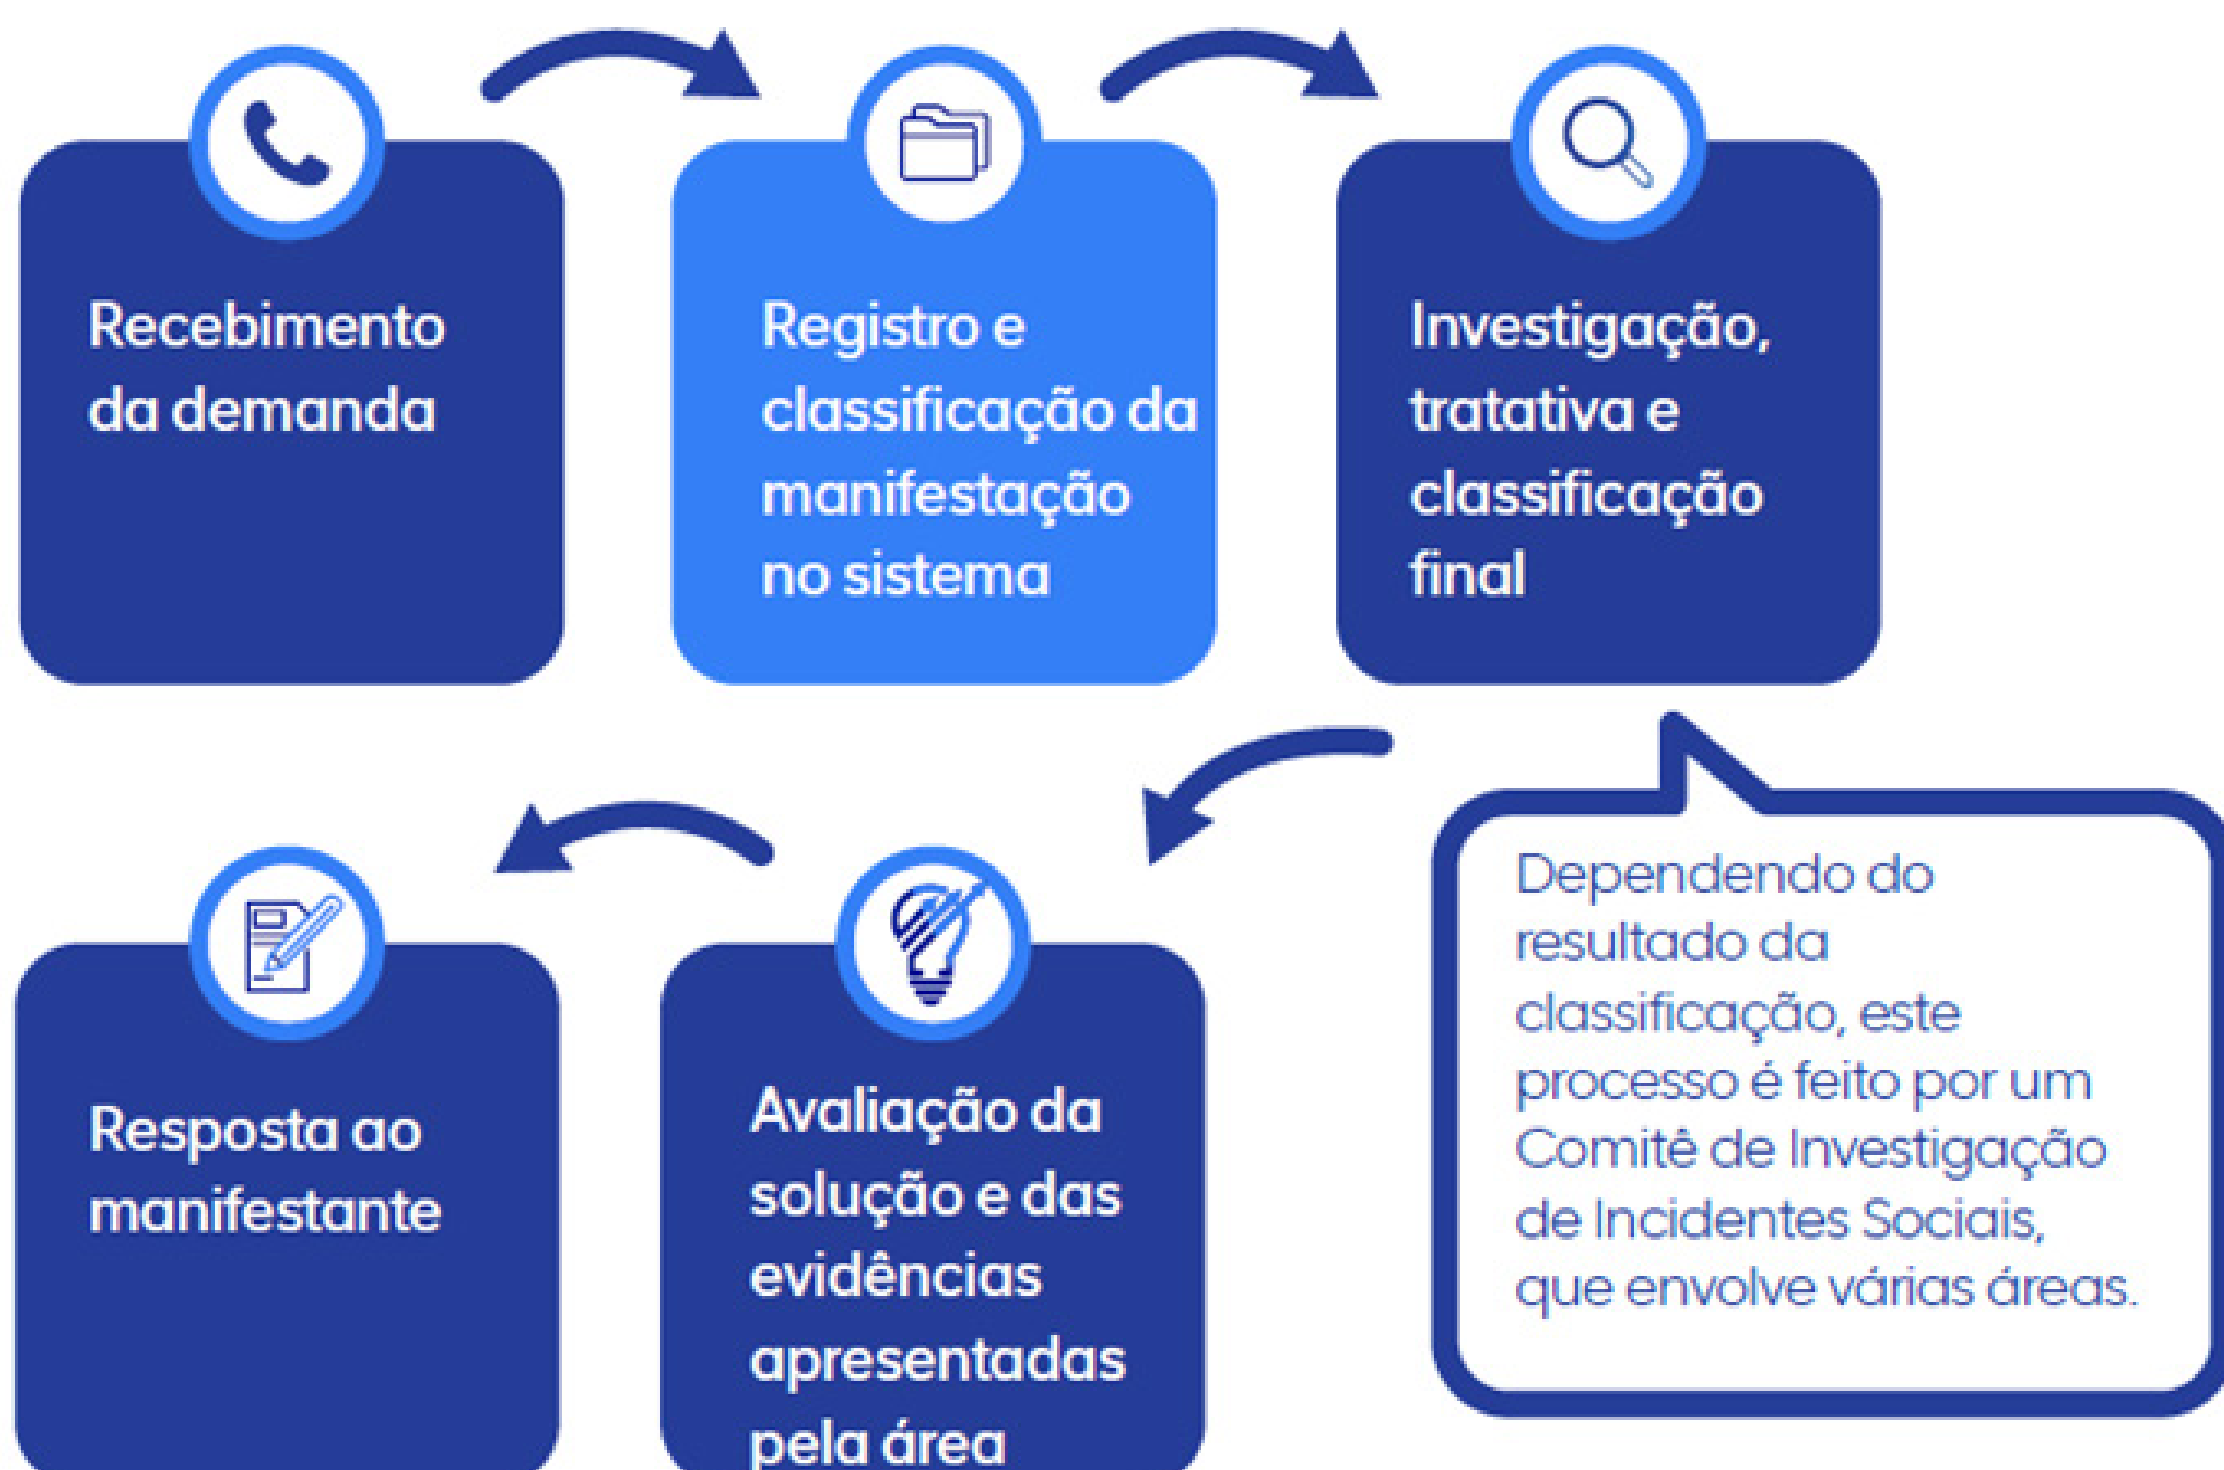 Recebimento
da demanda
Registro e
classificação da
manifestação
no sistema
Investigação,
tratativa e
classificação
final
Dependendo do
resultado da
classificação, este
processo é feito por um
Comitê de Investigação
de Incidentes Sociais,
que envolve várias áreas.
Avaliação da
solução e das
evidências
apresentadas
pela área
Resposta ao
manifestante